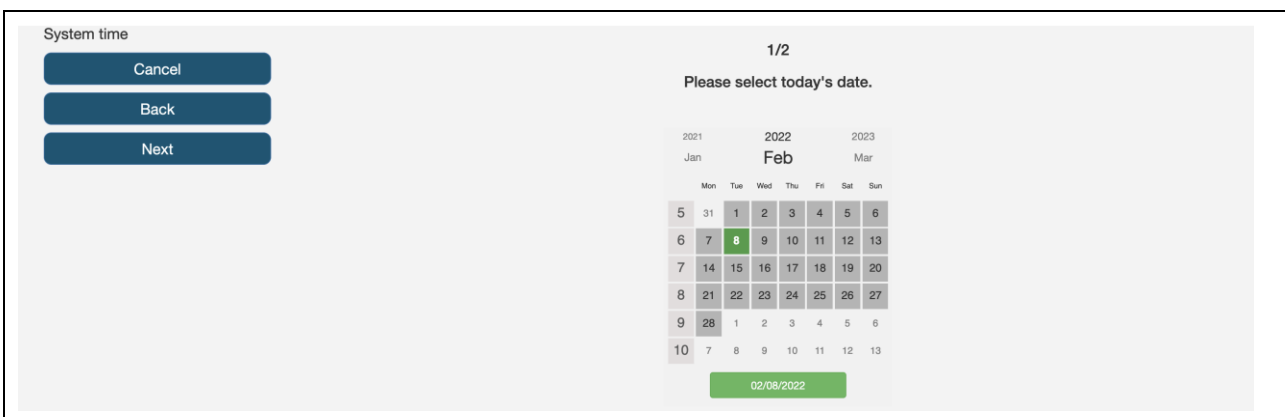 System time
Cancel
Back
Next
1/2
Please select today's date.
2021 2022 2023
Jan Feb Mar
Mon Tue Wed Thu Fri Sat Sun
5 31 1 2 3 4 5 6
6 7 8 9 10 11 12 13
7 14 15 16 17 18 19 20
8 21 22 23 24 25 26 27
9 28 1 2 3 4 5 6
10 7 8 9 10 11 12 13
02/08/2022